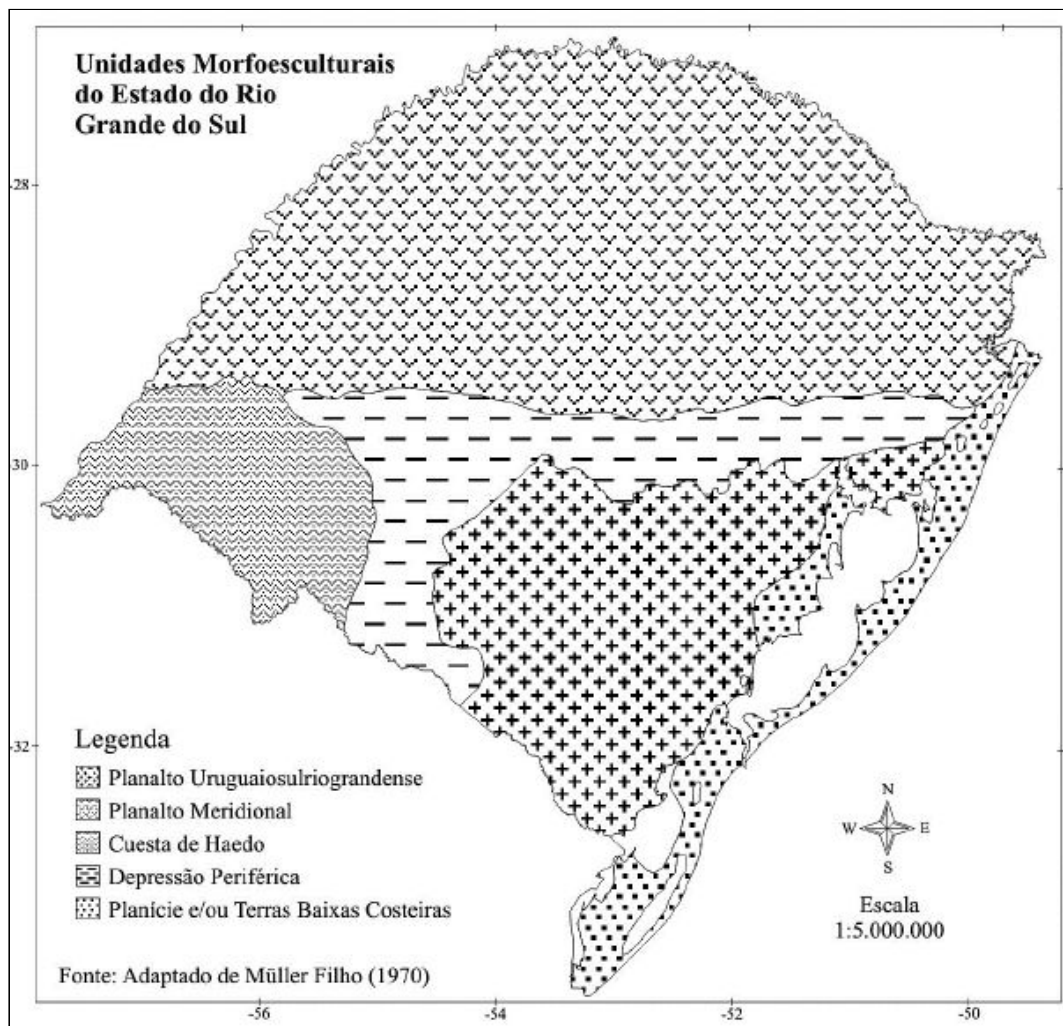 Unidades Morfoesculturais
do Estado do Rio
Grande do Sul
-28
-30
-32
Legenda
Planalto Uruguaiosulriograndense
Planalto Meridional
Cuesta de Haedo
Depressão Periférica
Planície e/ou Terras Baixas Costeiras
N
W E
S
Escala
1:5.000.000
Fonte: Adaptado de Müller Filho (1970)
-56 -54 -52 -50